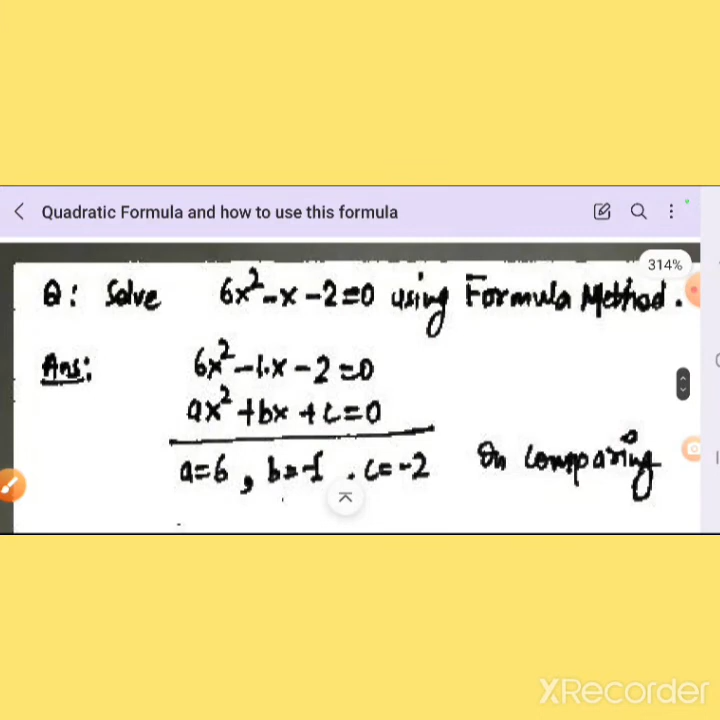 Quadratic Formula and how to use this formula
314%
Q: Solve 6x²-x-2=0 using Formula Method.
Ans: 6x²-1.x-2=0
ax²+bx+c=0
a=6, b=-1, c=-2 On comparing
XRecorder